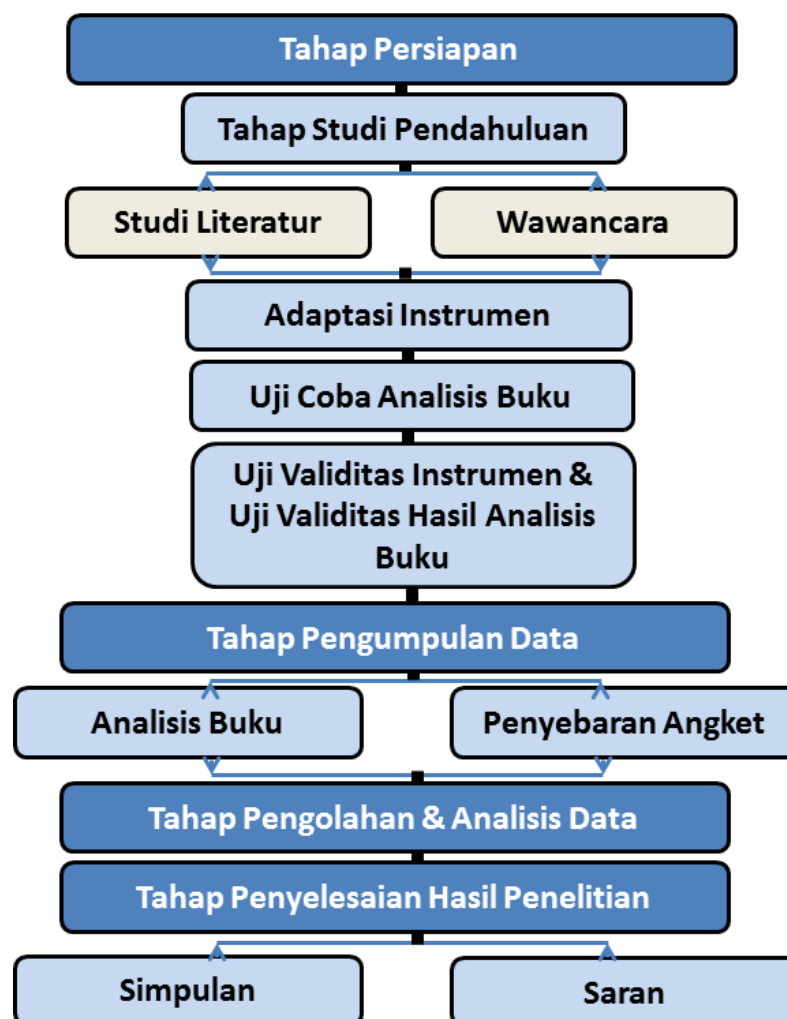 Tahap Persiapan
Tahap Studi Pendahuluan
Studi Literatur
Wawancara
Adaptasi Instrumen
Uji Coba Analisis Buku
Uji Validitas Instrumen &
Uji Validitas Hasil Analisis
Buku
Tahap Pengumpulan Data
Analisis Buku
Penyebaran Angket
Tahap Pengolahan & Analisis Data
Tahap Penyelesaian Hasil Penelitian
Simpulan
Saran